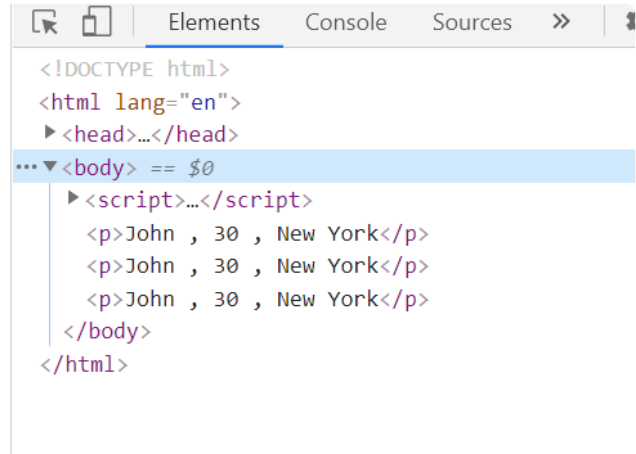 Elements Console Sources »
<!DOCTYPE html>
<html lang="en">
▶<head>…</head>
⋯▼<body> == $0
▶<script>…</script>
<p>John , 30 , New York</p>
<p>John , 30 , New York</p>
<p>John , 30 , New York</p>
</body>
</html>